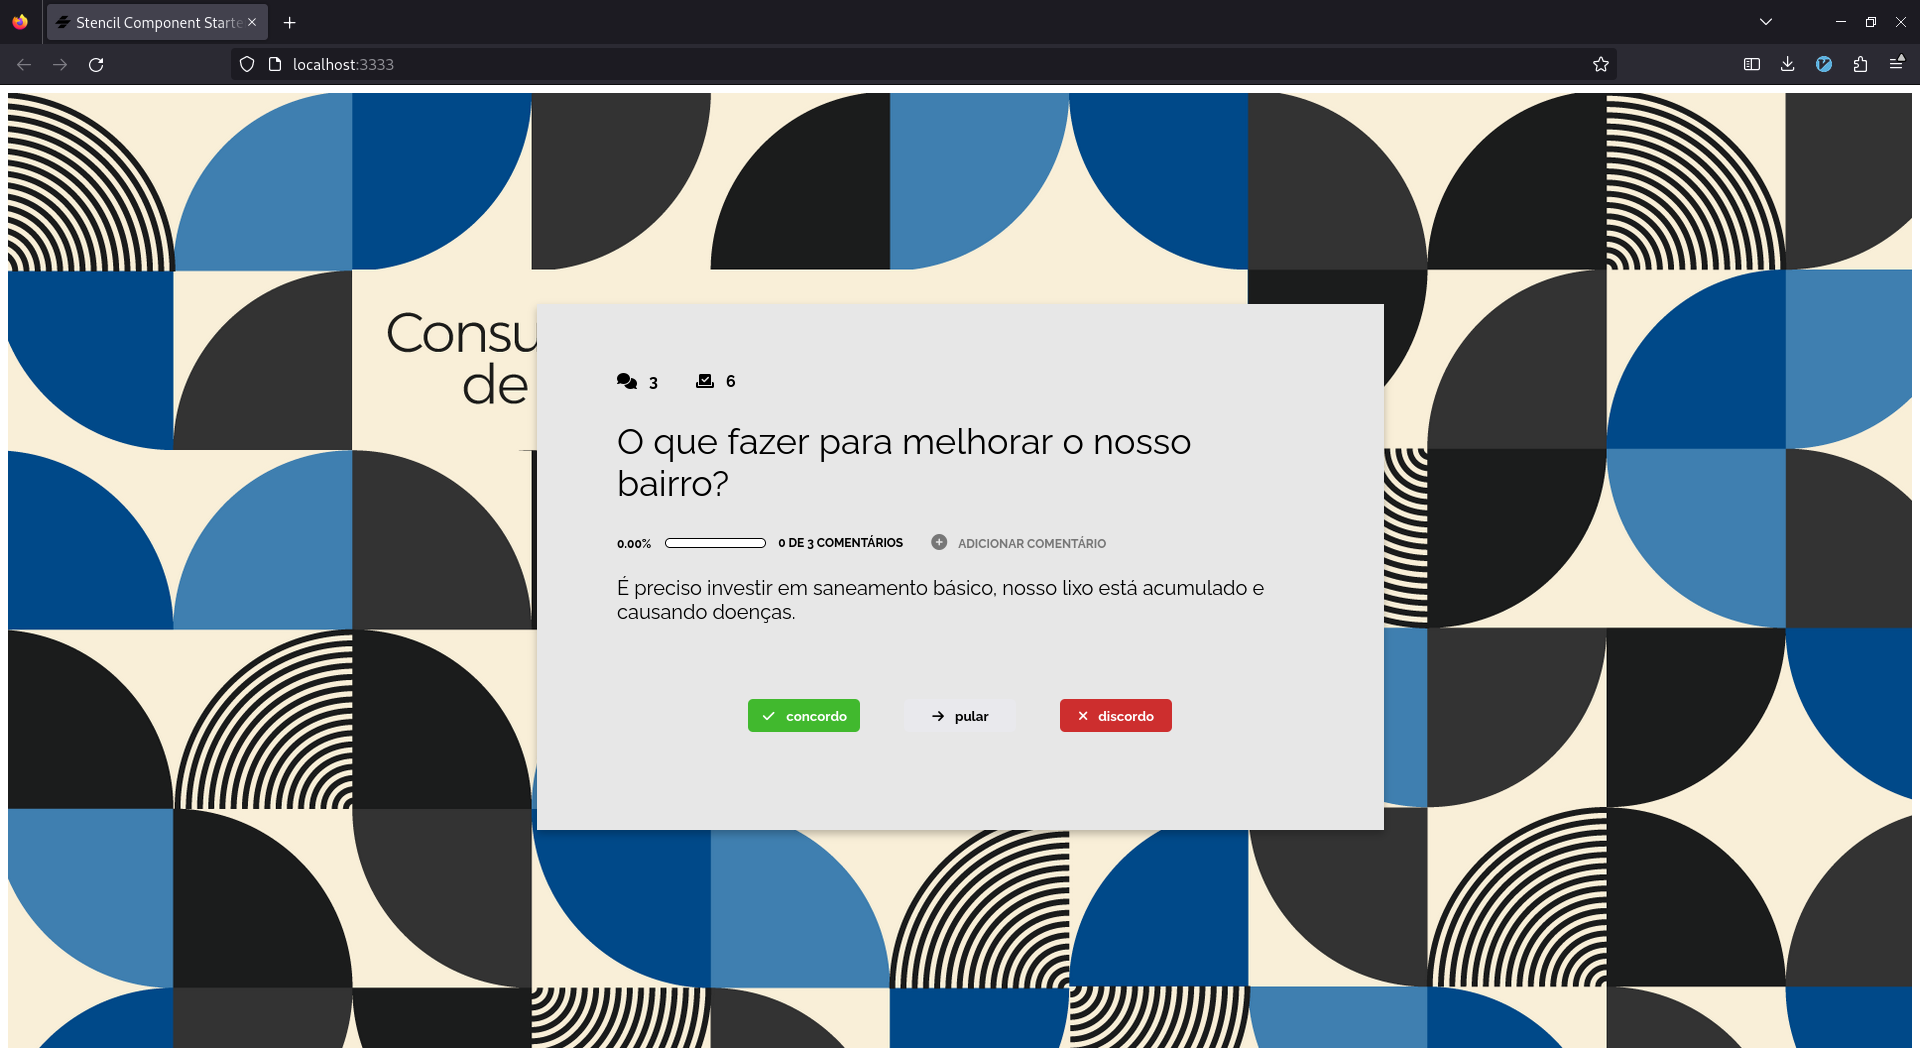 Stencil Component Starte
localhost:3333
Consu
de
3 6
O que fazer para melhorar o nosso
bairro?
0.00% 0 DE 3 COMENTÁRIOS ADICIONAR COMENTÁRIO
É preciso investir em saneamento básico, nosso lixo está acumulado e
causando doenças.
concordo pular discordo